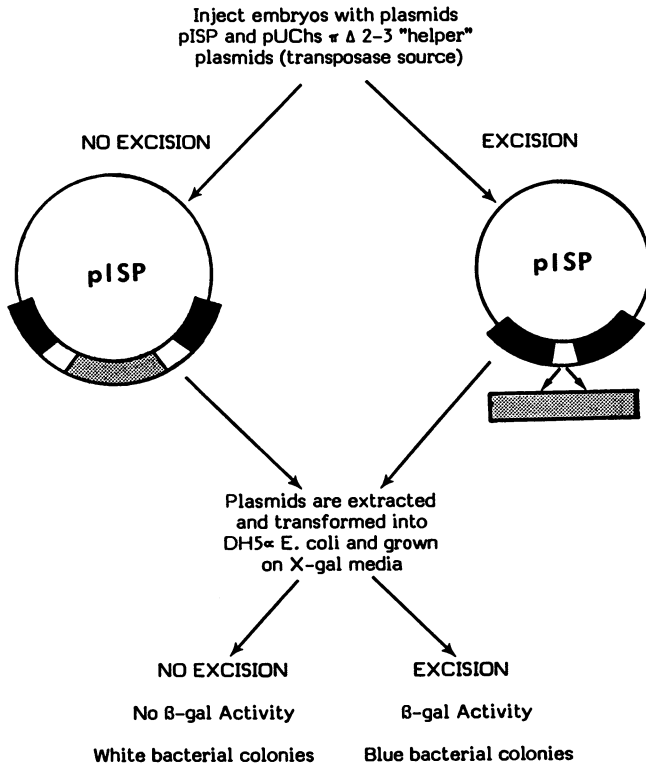 Inject embryos with plasmids
pISP and pUChs π Δ 2-3 "helper"
plasmids (transposase source)
NO EXCISION
EXCISION
pISP
pISP
Plasmids are extracted
and transformed into
DH5∝ E. coli and grown
on X-gal media
NO EXCISION
EXCISION
No β-gal Activity
β-gal Activity
White bacterial colonies
Blue bacterial colonies